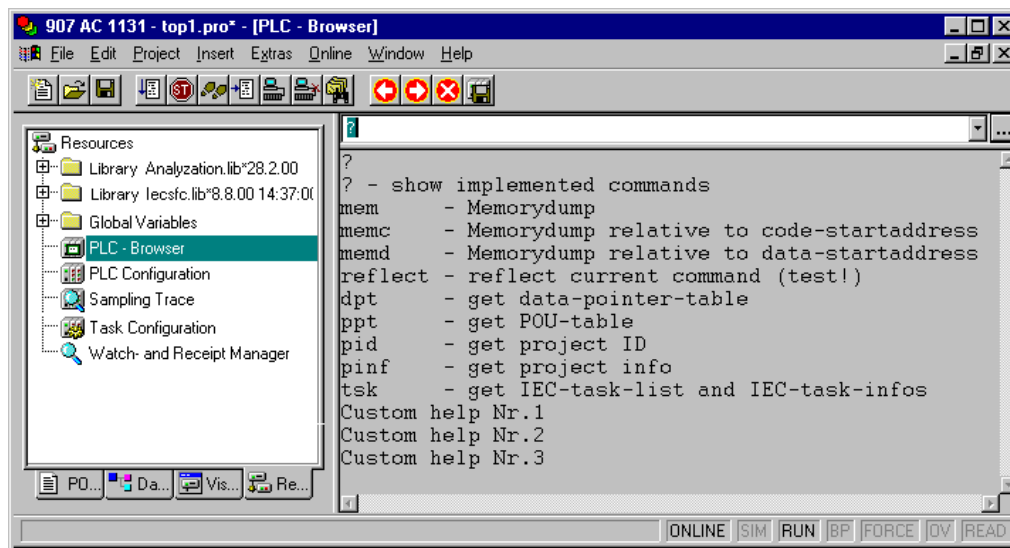 907 AC 1131 - top1.pro* - [PLC - Browser]
File Edit Project Insert Extras Online Window Help
ST
?
Resources
Library Analyzation.lib*28.2.00
Library Iecsfc.lib*8.8.00 14:37:0(
Global Variables
PLC - Browser
PLC Configuration
Sampling Trace
Task Configuration
Watch- and Receipt Manager
PO... Da... Vis... Re...
?
? - show implemented commands
mem - Memorydump
memc - Memorydump relative to code-startaddress
memd - Memorydump relative to data-startaddress
reflect - reflect current command (test!)
dpt - get data-pointer-table
ppt - get POU-table
pid - get project ID
pinf - get project info
tsk - get IEC-task-list and IEC-task-infos
Custom help Nr.1
Custom help Nr.2
Custom help Nr.3
ONLINE SIM RUN BP FORCE OV READ